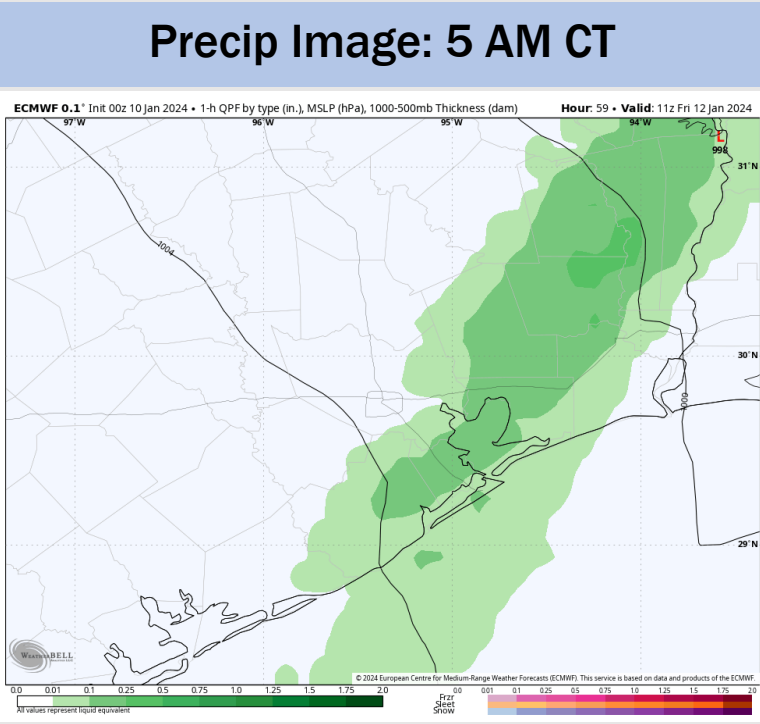 Precip Image: 5 AM CT
ECMWF 0.1° Init 00z 10 Jan 2024 • 1-h QPF by type (in.), MSLP (hPa), 1000-500mb Thickness (dam) Hour: 59 • Valid: 11z Fri 12 Jan 2024
97°W 96°W 95°W 94°W
L
998
31°N
1004
30°N
1000
29°N
WeatherBELL
© 2024 European Centre for Medium-Range Weather Forecasts (ECMWF). This service is based on data and products of the ECMWF.
0.0 0.01 0.1 0.25 0.5 0.75 1.0 1.25 1.5 1.75 2.0 0.0 0.01 0.1 0.25 0.5 0.75 1.0 1.25 1.5 1.75 2.0
Frzr
Sleet
Snow
All values represent liquid equivalent